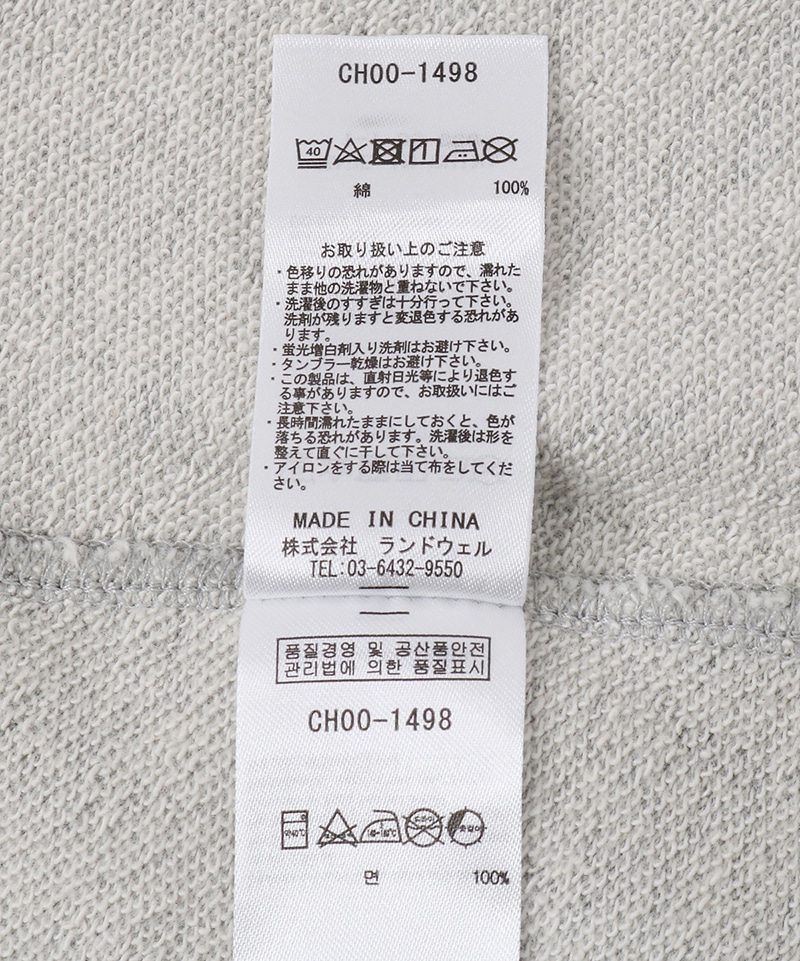 CH00-1498
40
綿 100%
お取り扱い上のご注意
・色移りの恐れがありますので、濡れた
まま他の洗濯物と重ねないで下さい。
・洗濯後のすすぎは十分行って下さい。
洗剤が残りますと変退色する恐れがあ
ります。
・蛍光増白剤入り洗剤はお避け下さい。
・タンブラー乾燥はお避け下さい。
・この製品は、直射日光等により退色す
る事がありますので、お取扱いにはご
注意下さい。
・長時間濡れたままにしておくと、色が
落ちる恐れがあります。洗濯後は形を
整えて直ぐに干して下さい。
・アイロンをする際は当て布をしてくだ
さい。
MADE IN CHINA
株式会社 ランドウェル
TEL:03-6432-9550
품질경영 및 공산품안전
관리법에 의한 품질표시
CH00-1498
약40℃ 드라이 옷걸이
면 100%